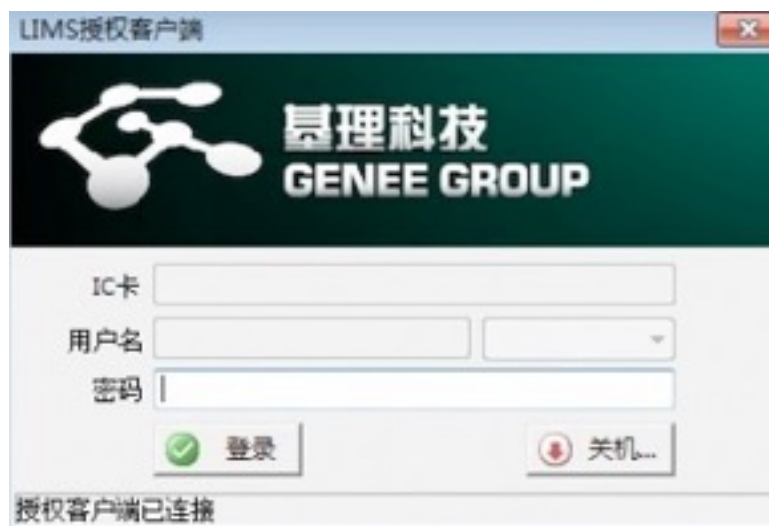 LIMS授权客户端
基理科技
GENEE GROUP
IC卡
用户名
密码
登录
关机...
授权客户端已连接